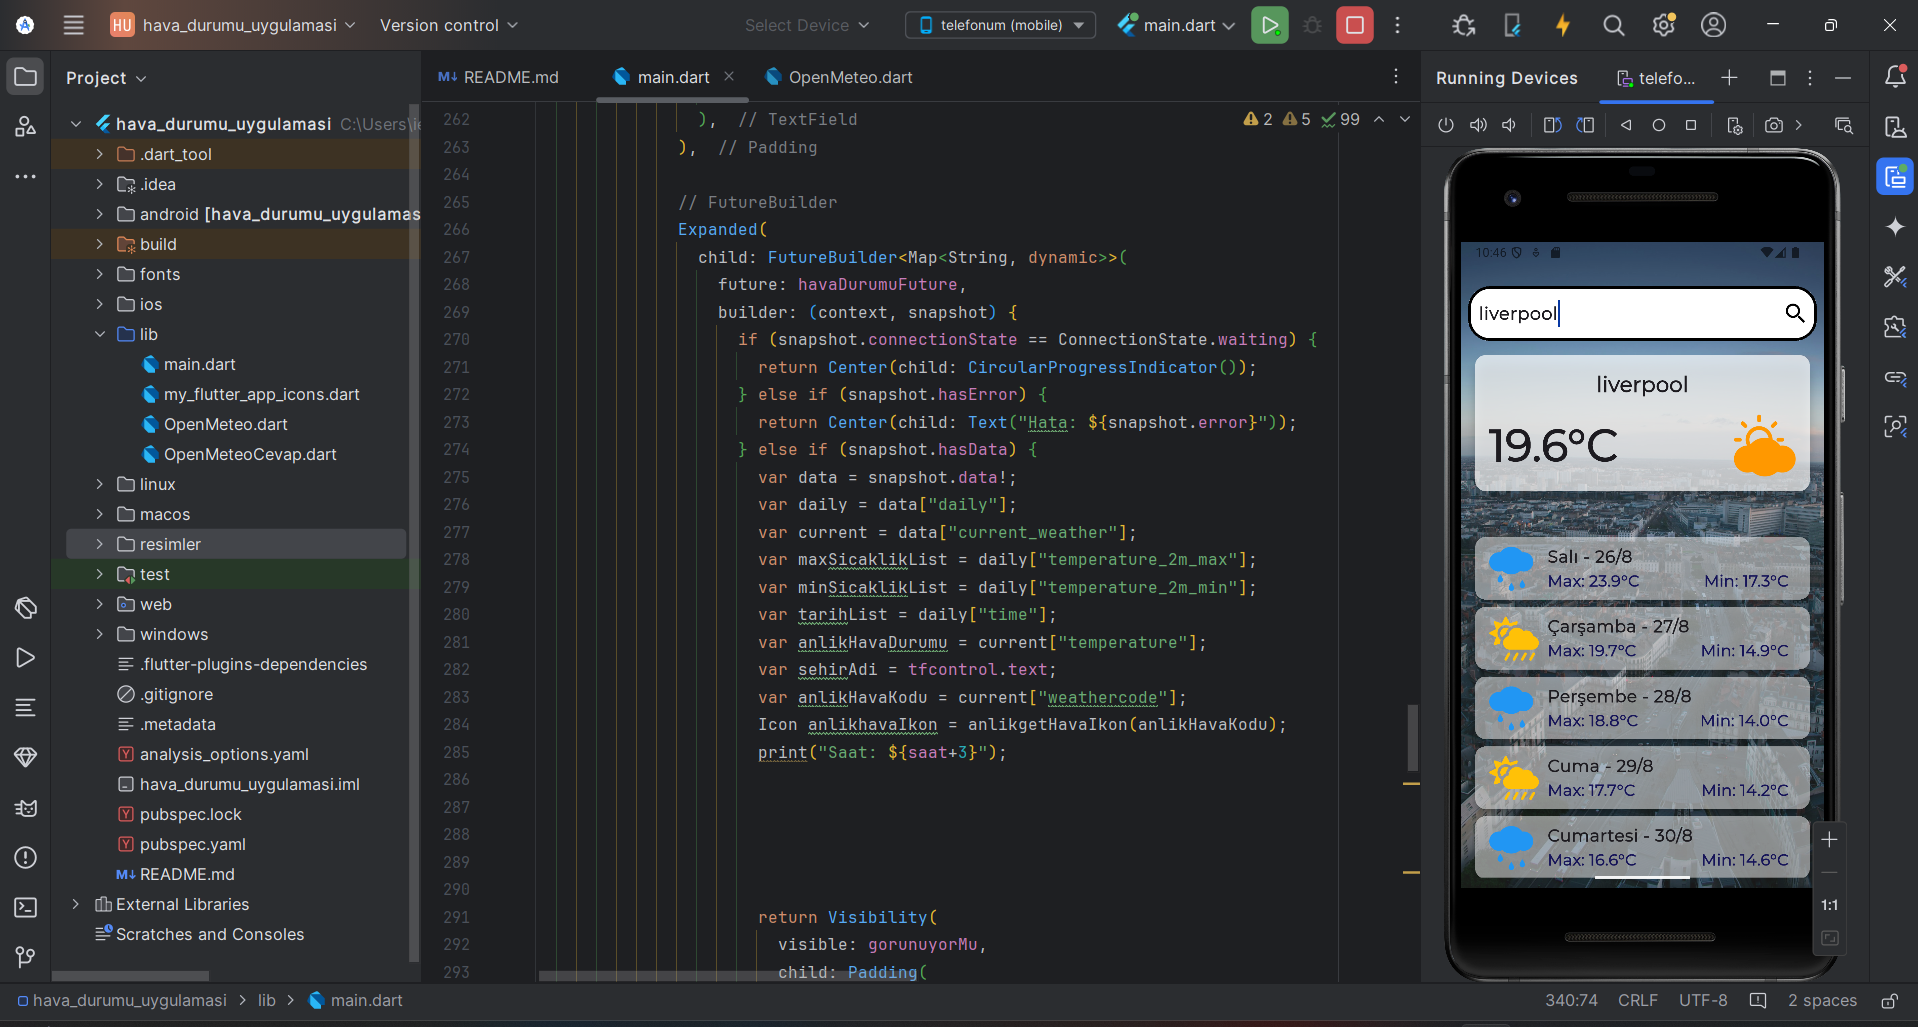 HU hava_durumu_uygulamasi Version control Select Device telefonum (mobile) main.dart
Project
hava_durumu_uygulamasi C:\Users\ie
.dart_tool
.idea
android [hava_durumu_uygulamas
build
fonts
ios
lib
main.dart
my_flutter_app_icons.dart
OpenMeteo.dart
OpenMeteoCevap.dart
linux
macos
resimler
test
web
windows
.flutter-plugins-dependencies
.gitignore
.metadata
analysis_options.yaml
hava_durumu_uygulamasi.iml
pubspec.lock
pubspec.yaml
M↓ README.md
External Libraries
Scratches and Consoles
M↓ README.md main.dart OpenMeteo.dart
2 5 99
262 ), // TextField
263 ), // Padding
264
265 // FutureBuilder
266 Expanded(
267 child: FutureBuilder<Map<String, dynamic>>(
268 future: havaDurumuFuture,
269 builder: (context, snapshot) {
270 if (snapshot.connectionState == ConnectionState.waiting) {
271 return Center(child: CircularProgressIndicator());
272 } else if (snapshot.hasError) {
273 return Center(child: Text("Hata: ${snapshot.error}"));
274 } else if (snapshot.hasData) {
275 var data = snapshot.data!;
276 var daily = data["daily"];
277 var current = data["current_weather"];
278 var maxSicaklikList = daily["temperature_2m_max"];
279 var minSicaklikList = daily["temperature_2m_min"];
280 var tarihList = daily["time"];
281 var anlikHavaDurumu = current["temperature"];
282 var sehirAdi = tfcontrol.text;
283 var anlikHavaKodu = current["weathercode"];
284 Icon anlikhavaIkon = anlikgetHavaIkon(anlikHavaKodu);
285 print("Saat: ${saat+3}");
286
287
288
289
290
291 return Visibility(
292 visible: gorunuyorMu,
293 child: Padding(
Running Devices telefo...
10:46
liverpool
liverpool
19.6°C
Salı - 26/8
Max: 23.9°C Min: 17.3°C
Çarşamba - 27/8
Max: 19.7°C Min: 14.9°C
Perşembe - 28/8
Max: 18.8°C Min: 14.0°C
Cuma - 29/8
Max: 17.7°C Min: 14.2°C
Cumartesi - 30/8
Max: 16.6°C Min: 14.6°C
1:1
hava_durumu_uygulamasi > lib > main.dart 340:74 CRLF UTF-8 2 spaces